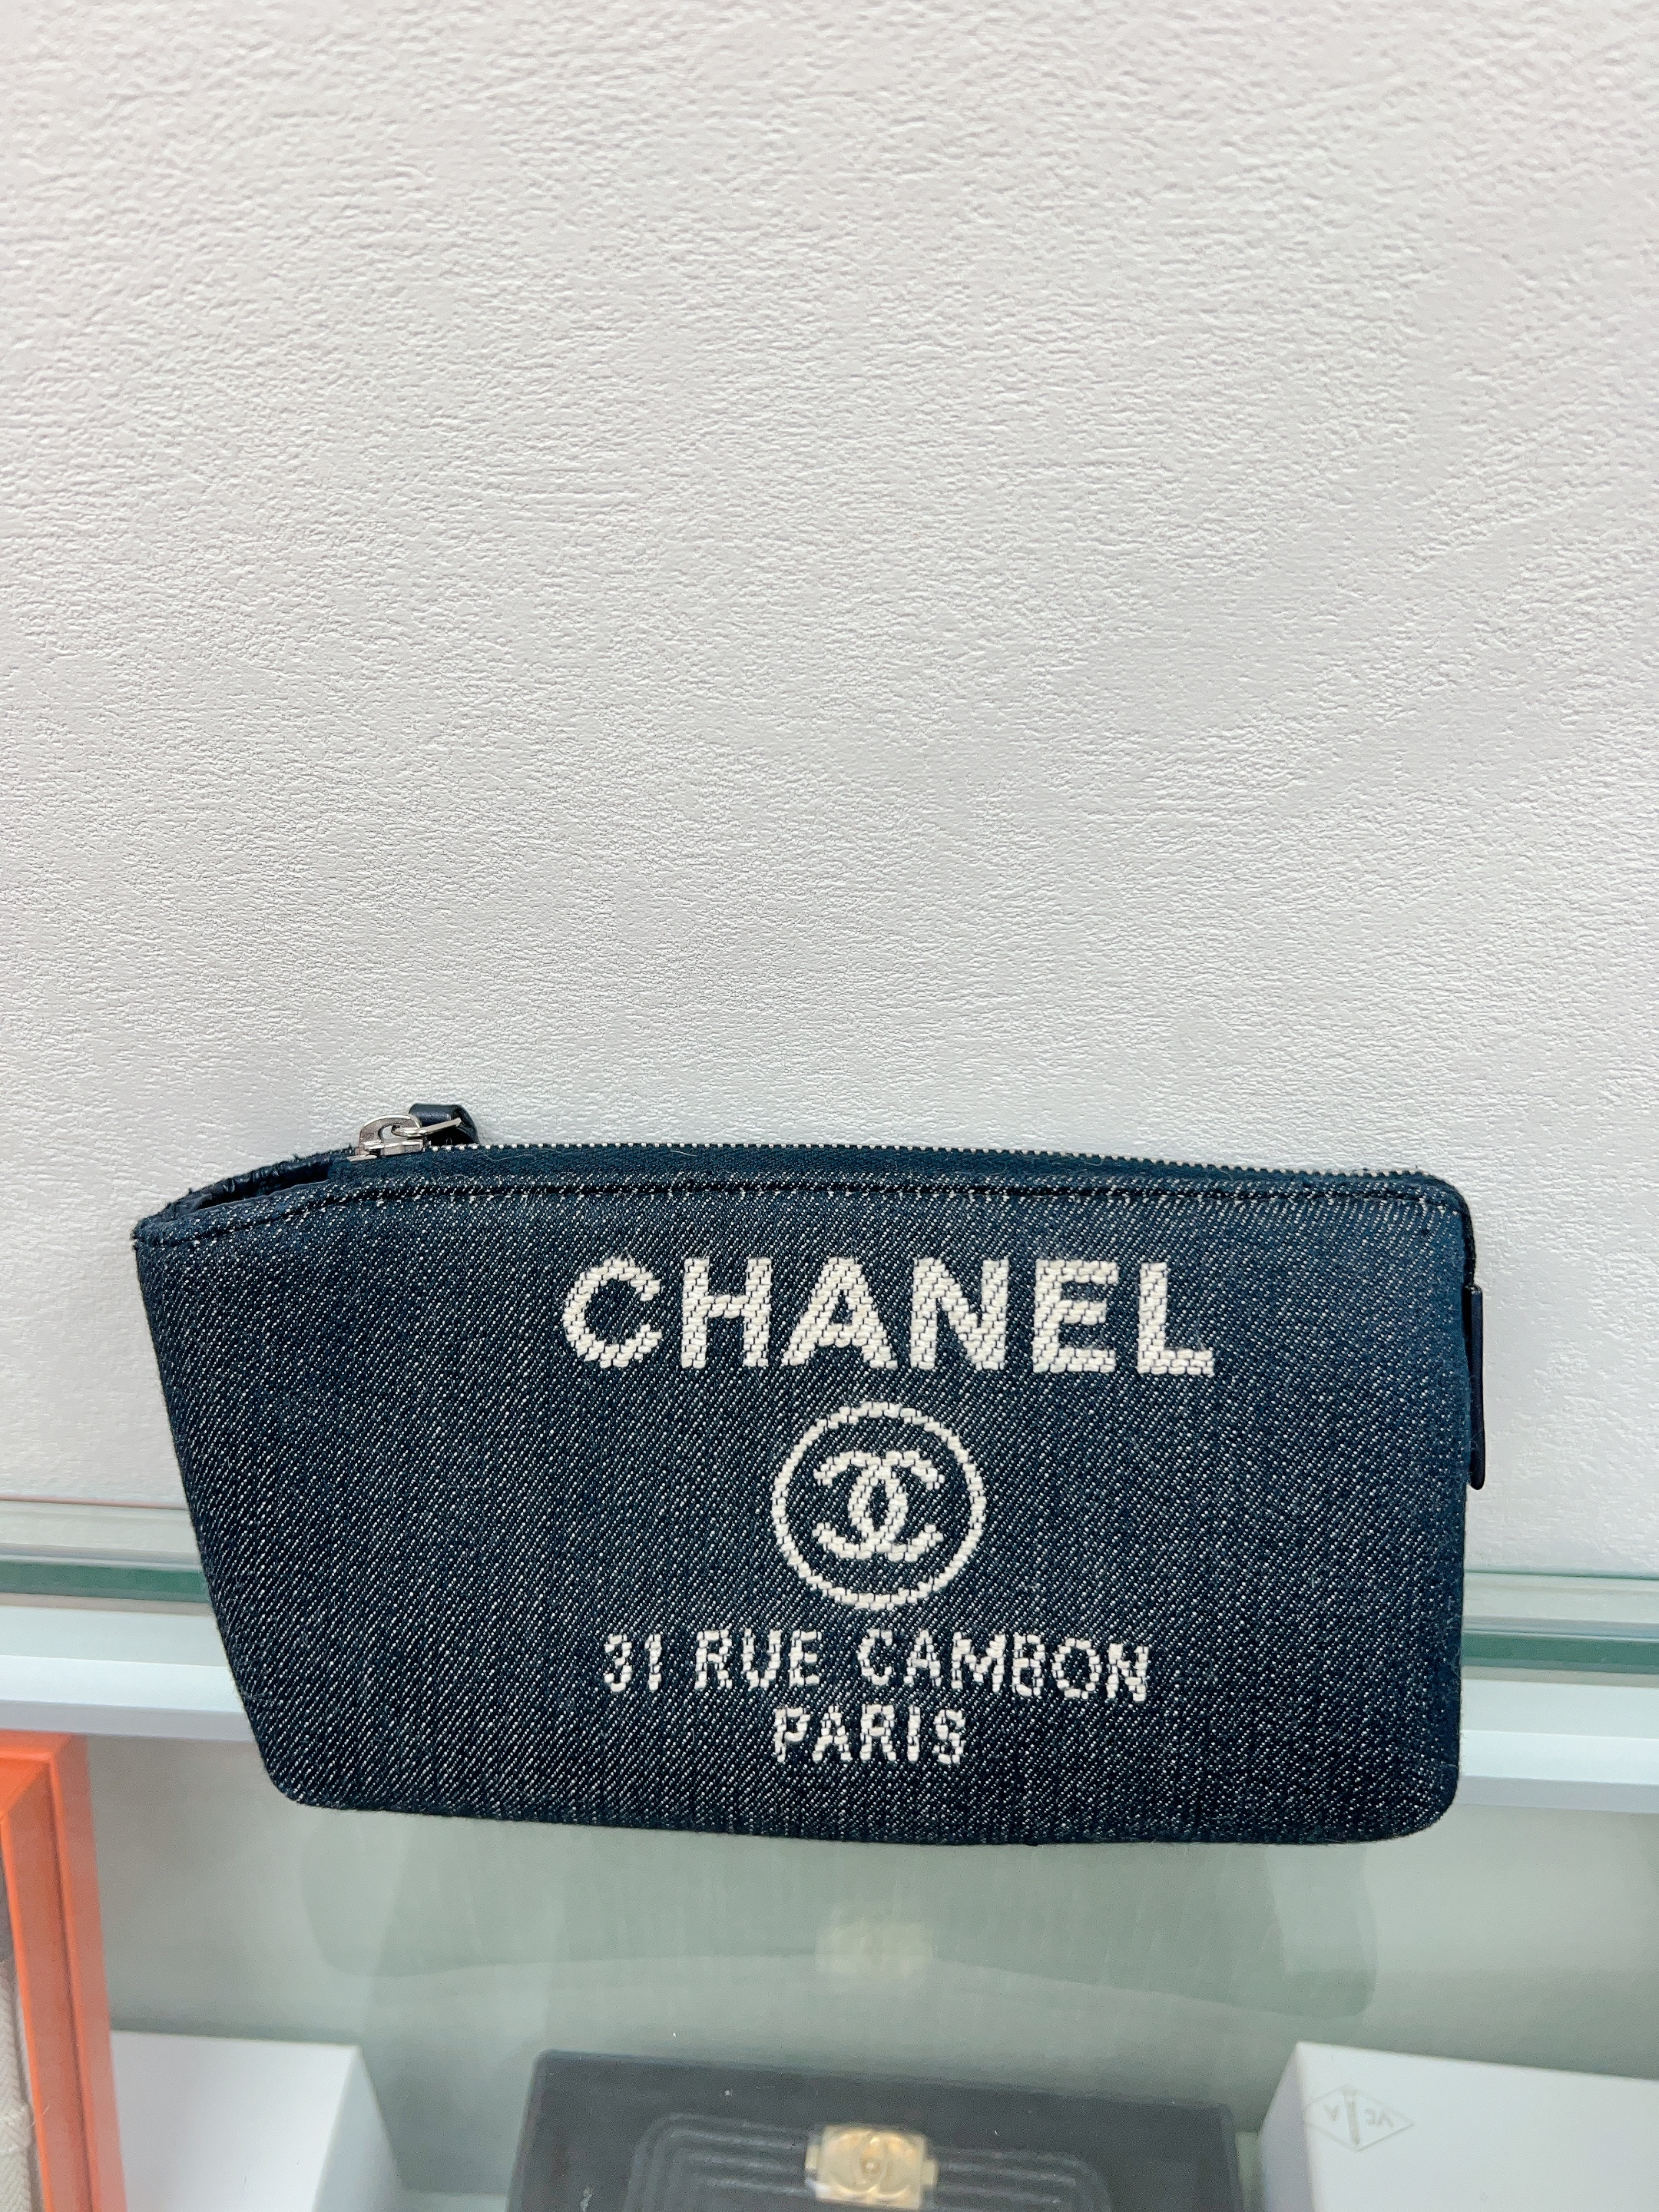 CHANEL
31 RUE CAMBON
PARIS